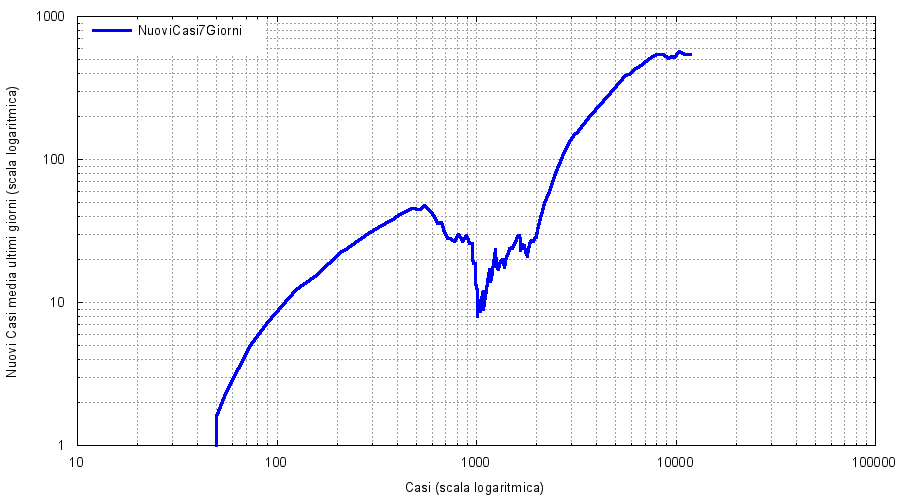 1000
NuoviCasi7Giorni
100
10
1
Nuovi Casi media ultimi giorni (scala logaritmica)
10 100 1000 10000 100000
Casi (scala logaritmica)